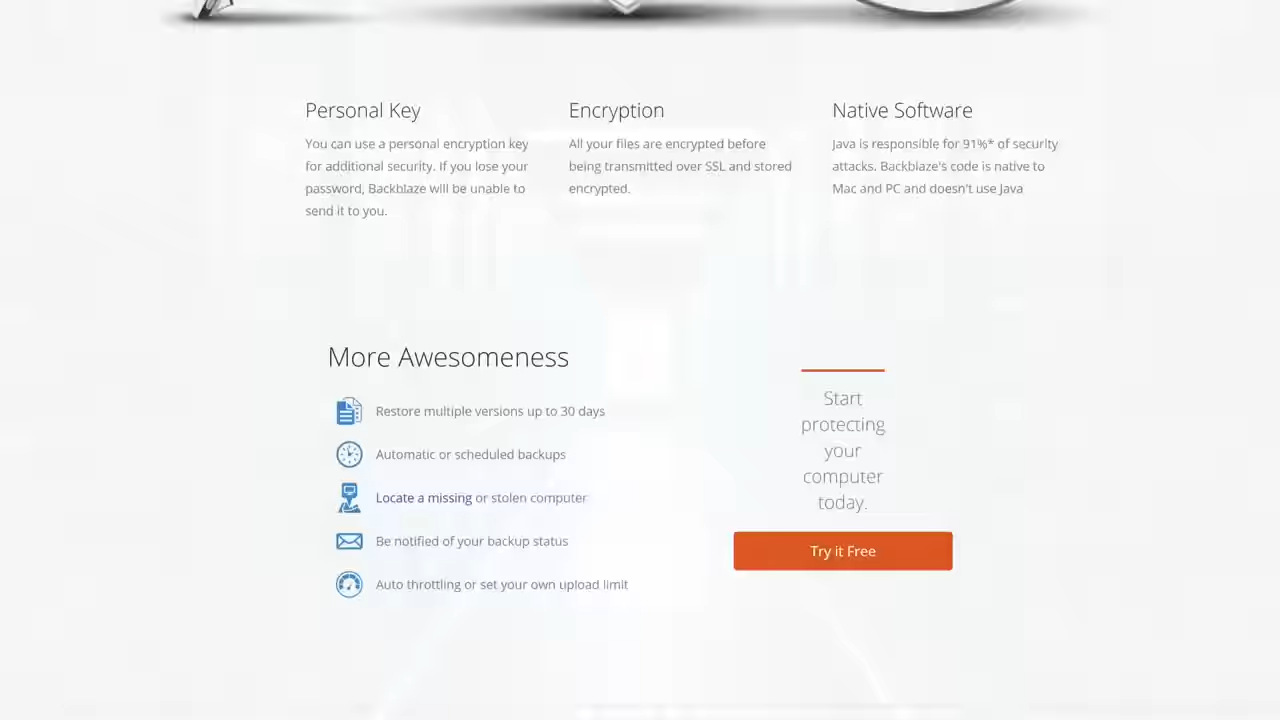 Personal Key
You can use a personal encryption key
for additional security. If you lose your
password, Backblaze will be unable to
send it to you.
Encryption
All your files are encrypted before
being transmitted over SSL and stored
encrypted.
Native Software
Java is responsible for 91%* of security
attacks. Backblaze's code is native to
Mac and PC and doesn't use Java
More Awesomeness
Restore multiple versions up to 30 days
Automatic or scheduled backups
Locate a missing or stolen computer
Be notified of your backup status
Auto throttling or set your own upload limit
Start
protecting
your
computer
today.
Try it Free